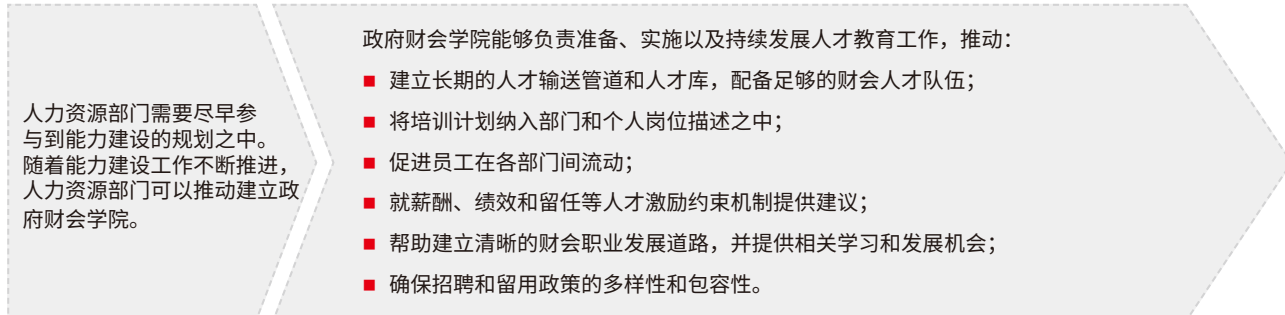 人力资源部门需要尽早参
与到能力建设的规划之中。
随着能力建设工作不断推进，
人力资源部门可以推动建立政
府财会学院。
政府财会学院能够负责准备、实施以及持续发展人才教育工作，推动：
■ 建立长期的人才输送管道和人才库，配备足够的财会人才队伍；
■ 将培训计划纳入部门和个人岗位描述之中；
■ 促进员工在各部门间流动；
■ 就薪酬、绩效和留任等人才激励约束机制提供建议；
■ 帮助建立清晰的财会职业发展道路，并提供相关学习和发展机会；
■ 确保招聘和留用政策的多样性和包容性。